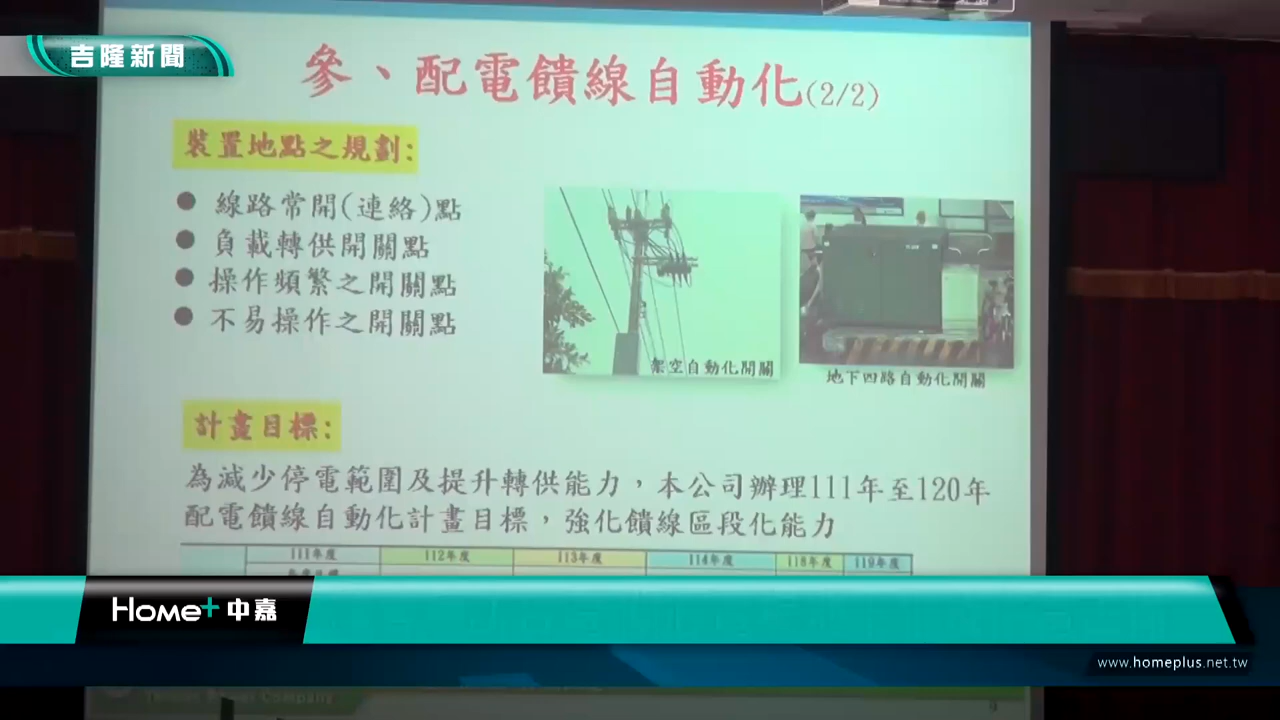 吉隆新聞
參、配電饋線自動化(2/2)
裝置地點之規劃:
● 線路常開(連絡)點
● 負載轉供開關點
● 操作頻繁之開關點
● 不易操作之開關點
架空自動化開關
地下四路自動化開關
計畫目標:
為減少停電範圍及提升轉供能力，本公司辦理111年至120年
配電饋線自動化計畫目標，強化饋線區段化能力
111年度 112年度 113年度 114年度 118年度 119年度
Home+中嘉
www.homeplus.net.tw
Taiwan Power Company
9